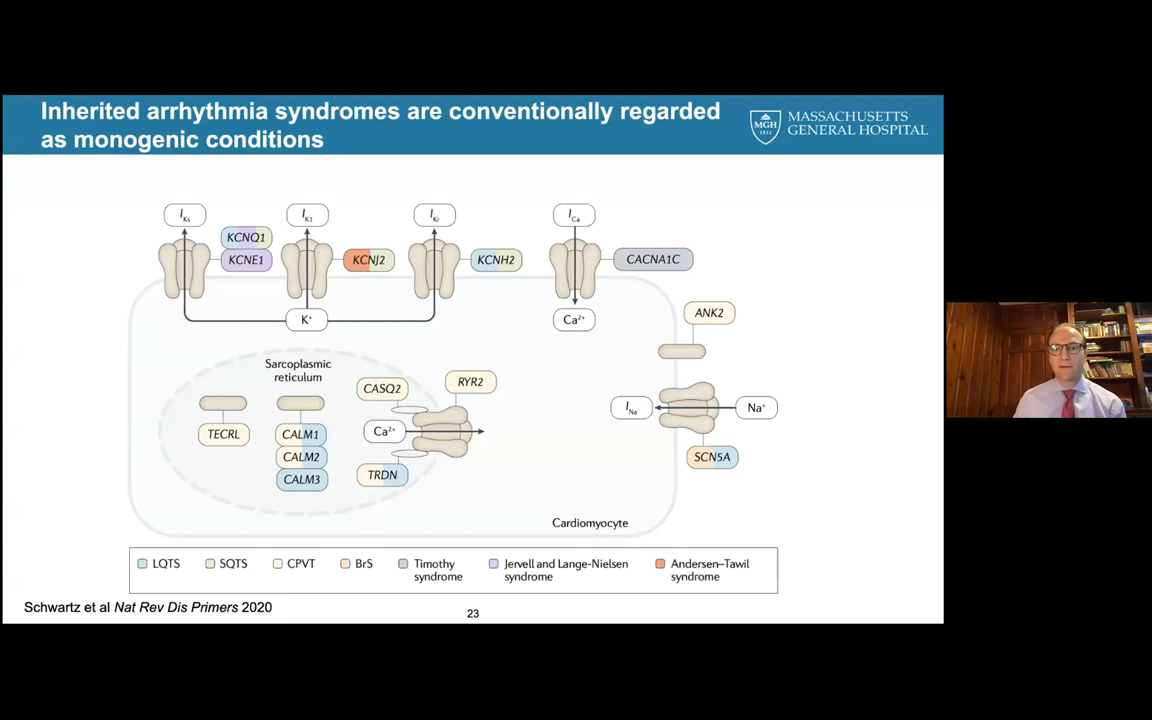 Inherited arrhythmia syndromes are conventionally regarded
as monogenic conditions
MGH
1811
MASSACHUSETTS
GENERAL HOSPITAL
IKs
IK1
IKr
ICa
KCNQ1
KCNE1
KCNJ2
KCNH2
CACNA1C
K+
Ca2+
ANK2
Sarcoplasmic
reticulum
CASQ2
RYR2
TECRL
CALM1
CALM2
CALM3
Ca2+
TRDN
INa
Na+
SCN5A
Cardiomyocyte
LQTS
SQTS
CPVT
BrS
Timothy
syndrome
Jervell and Lange-Nielsen
syndrome
Andersen–Tawil
syndrome
Schwartz et al Nat Rev Dis Primers 2020
23